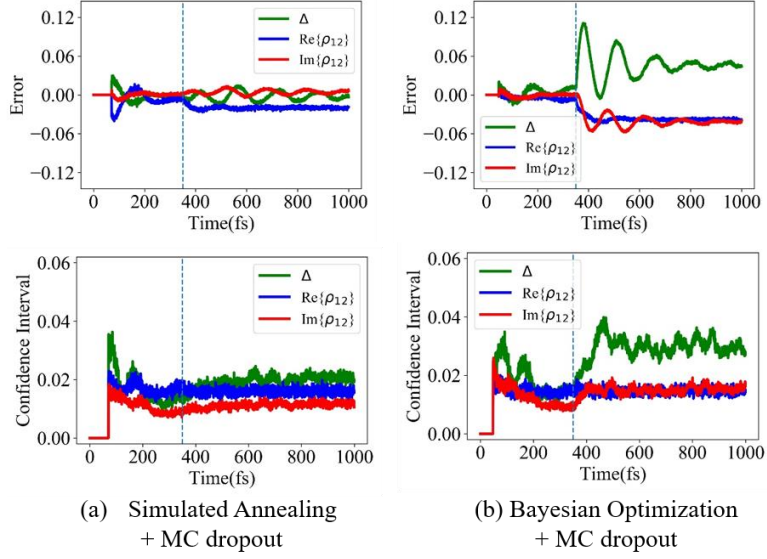 0.12
0.06
0.00
−0.06
−0.12
Error
Δ
Re{ρ12}
Im{ρ12}
0 200 400 600 800 1000
Time(fs)
0.12
0.06
0.00
−0.06
−0.12
Error
Δ
Re{ρ12}
Im{ρ12}
0 200 400 600 800 1000
Time(fs)
0.06
0.04
0.02
0.00
Confidence Interval
Δ
Re{ρ12}
Im{ρ12}
0 200 400 600 800 1000
Time(fs)
0.06
0.04
0.02
0.00
Confidence Interval
Δ
Re{ρ12}
Im{ρ12}
0 200 400 600 800 1000
Time(fs)
(a) Simulated Annealing
+ MC dropout
(b) Bayesian Optimization
+ MC dropout